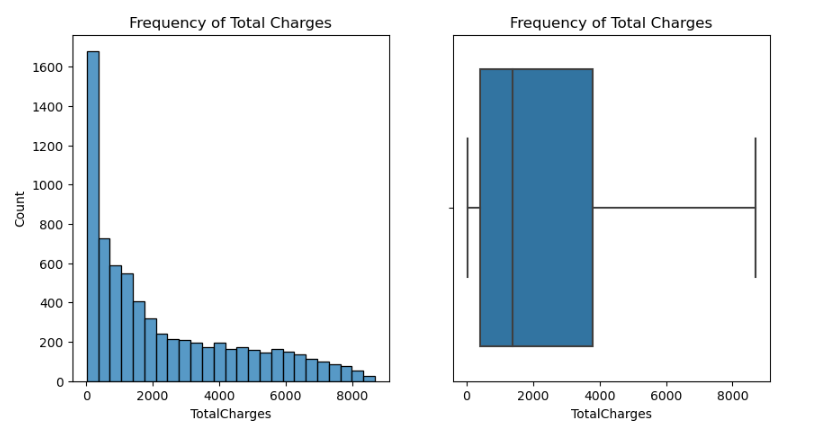 Frequency of Total Charges
1600
1400
1200
1000
800
600
400
200
0
Count
0 2000 4000 6000 8000
TotalCharges
Frequency of Total Charges
0 2000 4000 6000 8000
TotalCharges